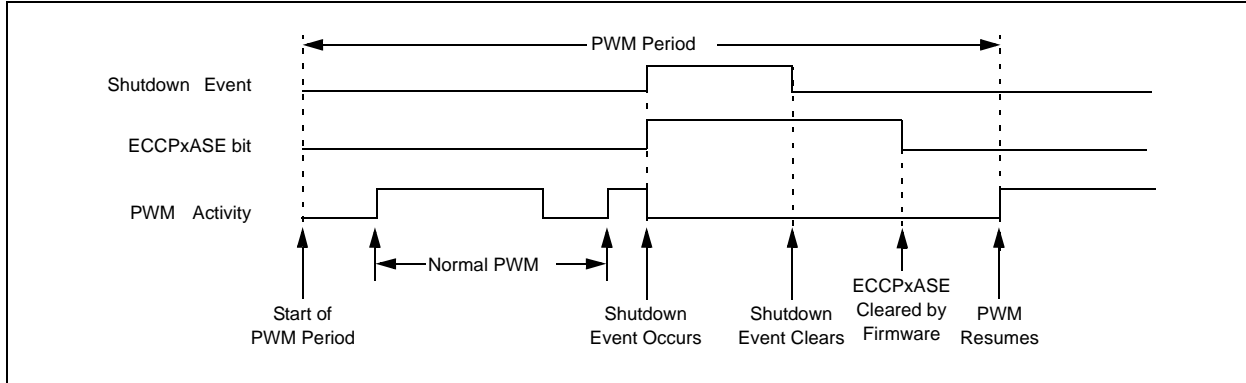 PWM Period
Shutdown Event
ECCPxASE bit
PWM Activity
Normal PWM
Start of
PWM Period
Shutdown
Event Occurs
Shutdown
Event Clears
ECCPxASE
Cleared by
Firmware
PWM
Resumes